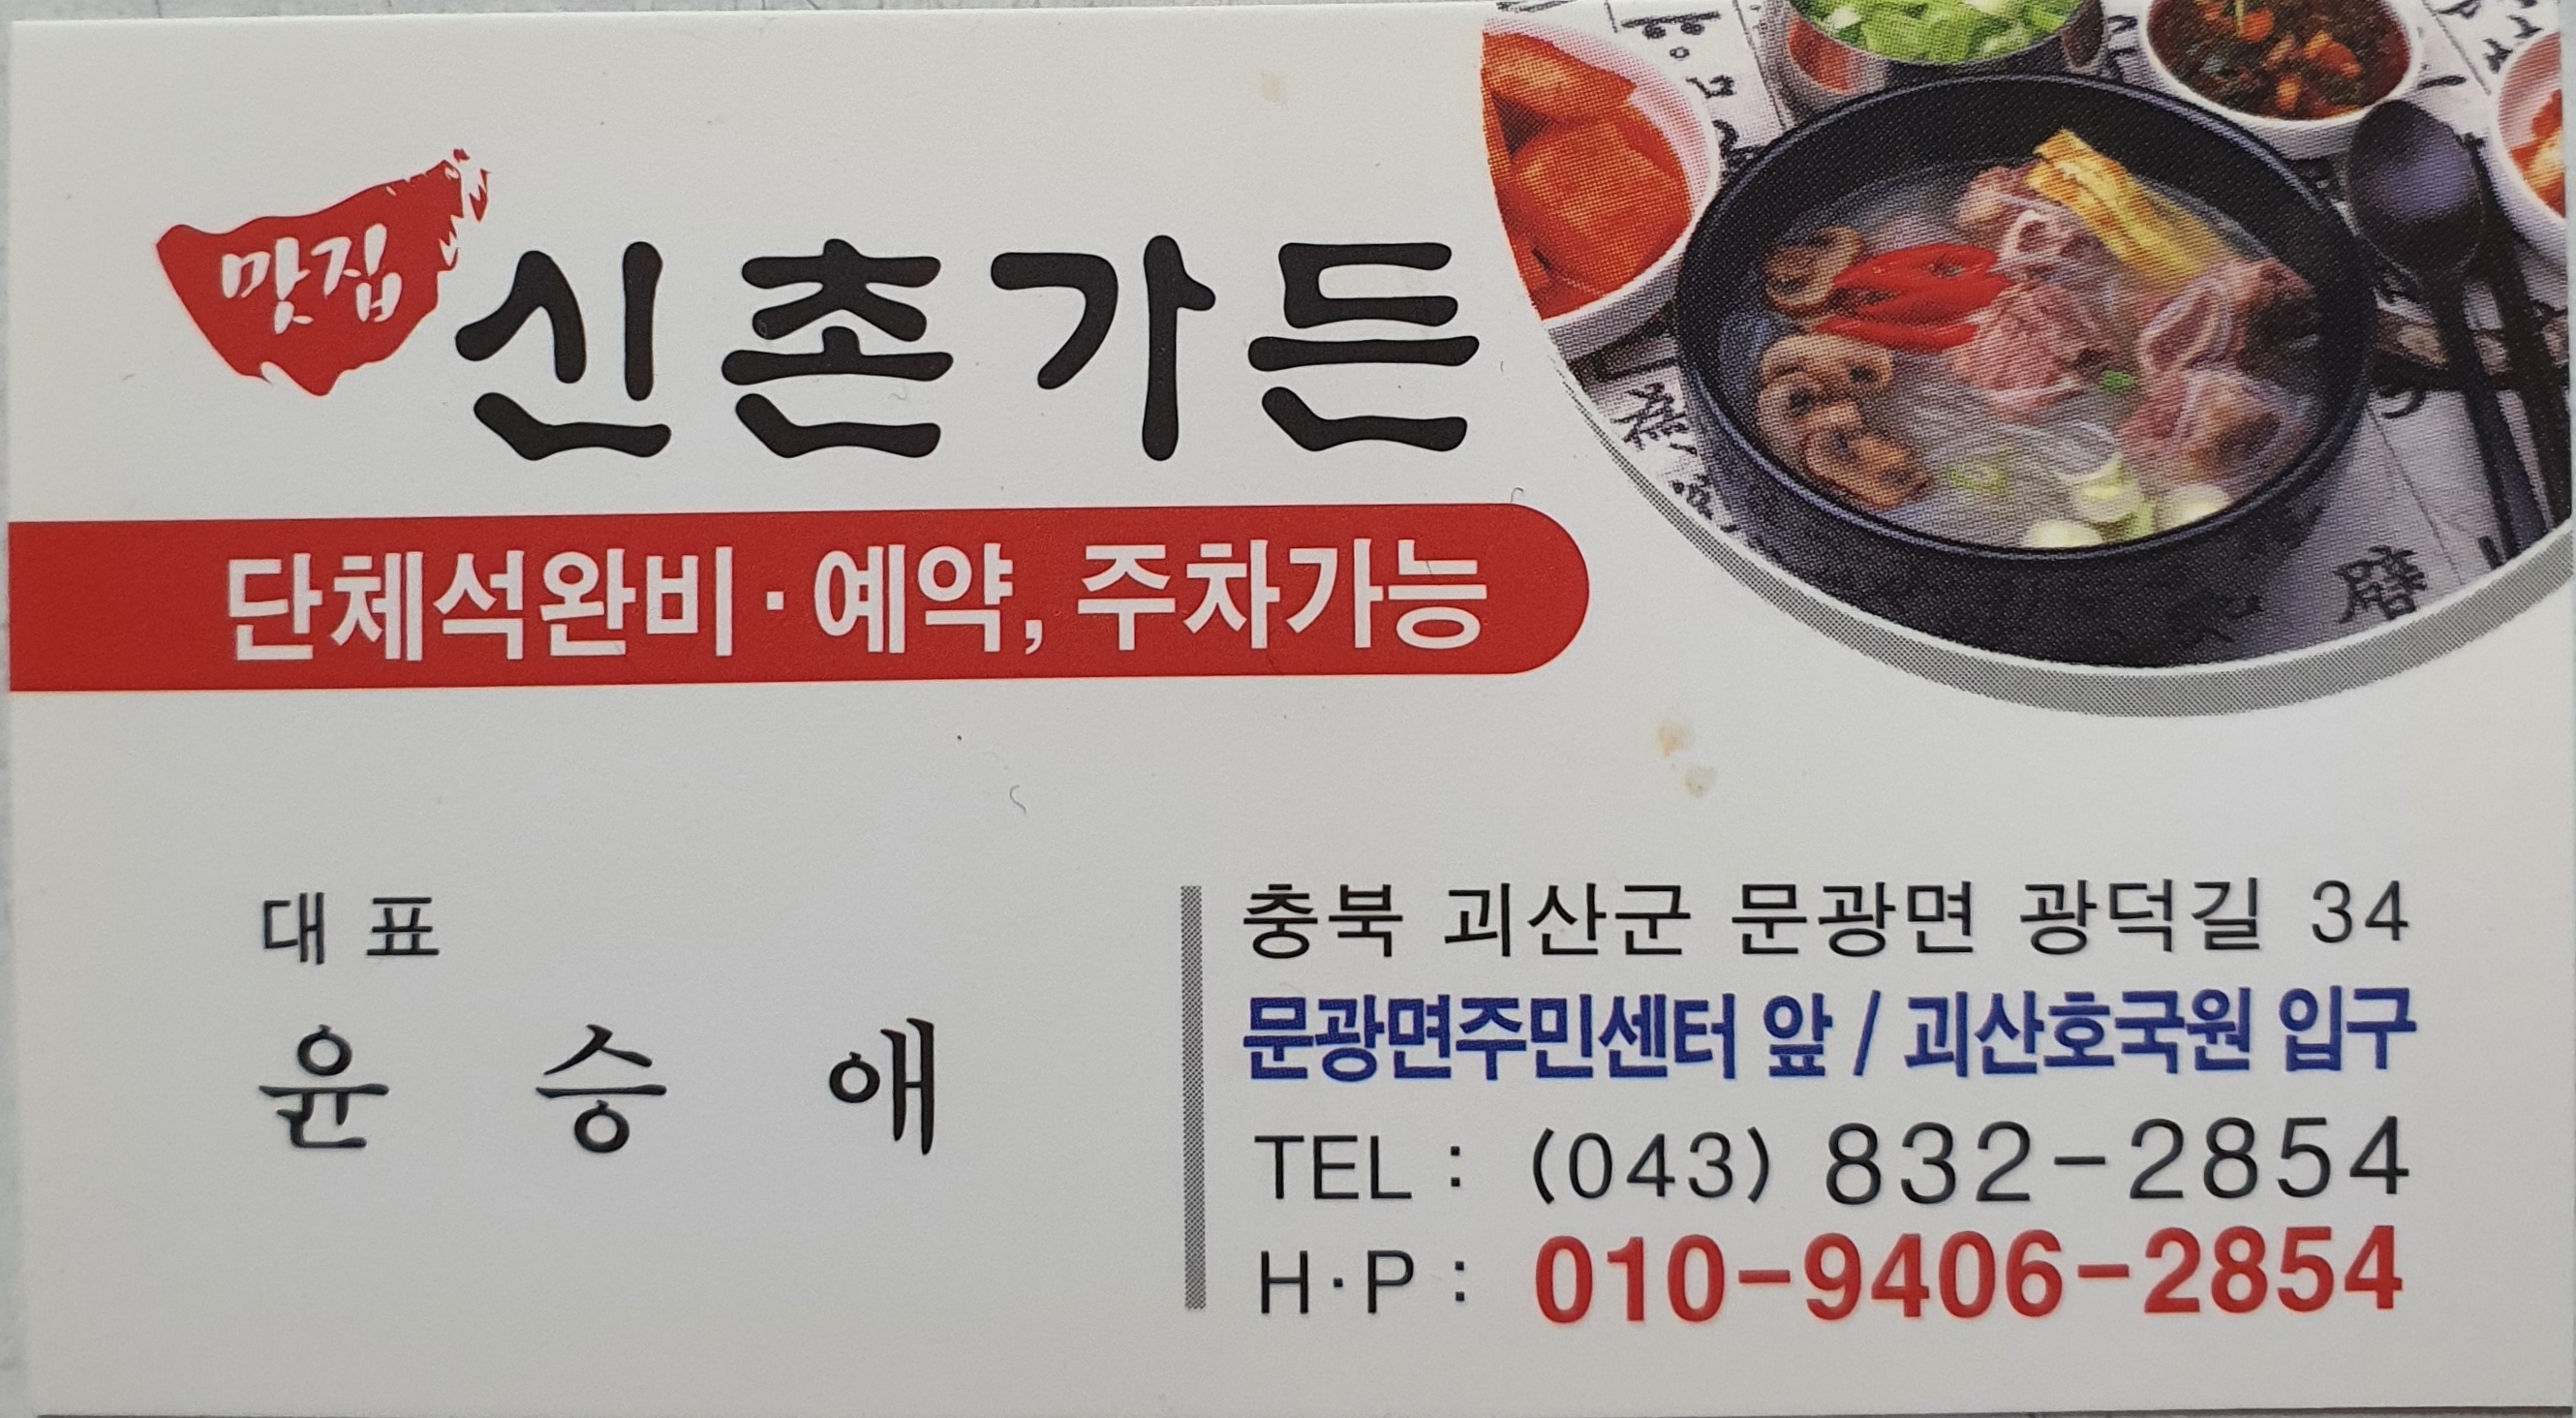 맛집
신촌가든
단체석완비·예약, 주차가능
대표
윤승애
충북 괴산군 문광면 광덕길 34
문광면주민센터 앞 / 괴산호국원 입구
TEL : (043) 832-2854
H·P : 010-9406-2854